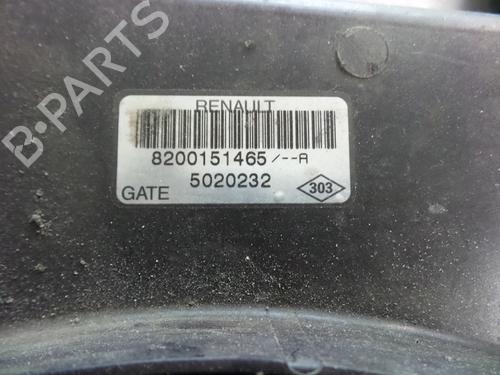 B-PARTS
RENAULT
8200151465/--A
5020232
GATE
303